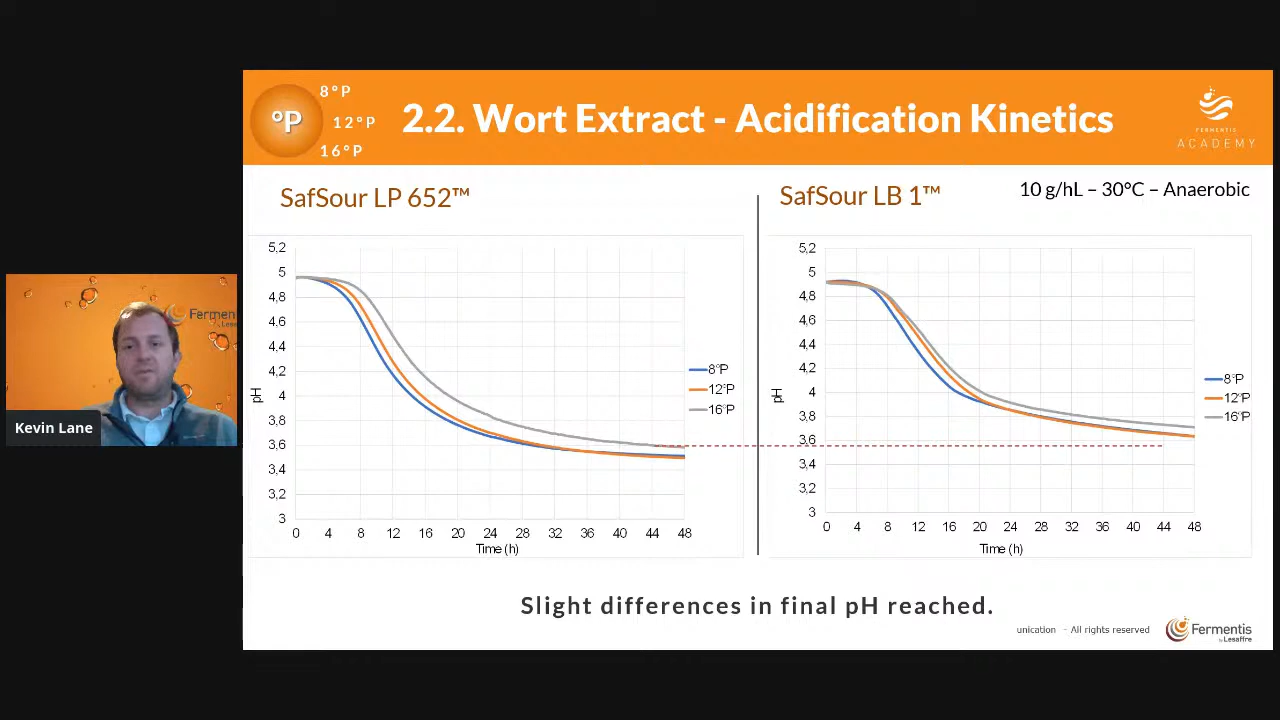 8°P
°P
12°P
16°P
2.2. Wort Extract - Acidification Kinetics
FERMENTIS
ACADEMY
SafSour LP 652™
SafSour LB 1™
10 g/hL – 30°C – Anaerobic
5,2
5
4,8
4,6
4,4
4,2
4
3,8
3,6
3,4
3,2
3
pH
0 4 8 12 16 20 24 28 32 36 40 44 48
Time (h)
8°P
12°P
16°P
5,2
5
4,8
4,6
4,4
4,2
4
3,8
3,6
3,4
3,2
3
pH
0 4 8 12 16 20 24 28 32 36 40 44 48
Time (h)
8°P
12°P
16°P
Fermen
by Les
Kevin Lane
Slight differences in final pH reached.
unication - All rights reserved
Fermentis
by Lesaffre